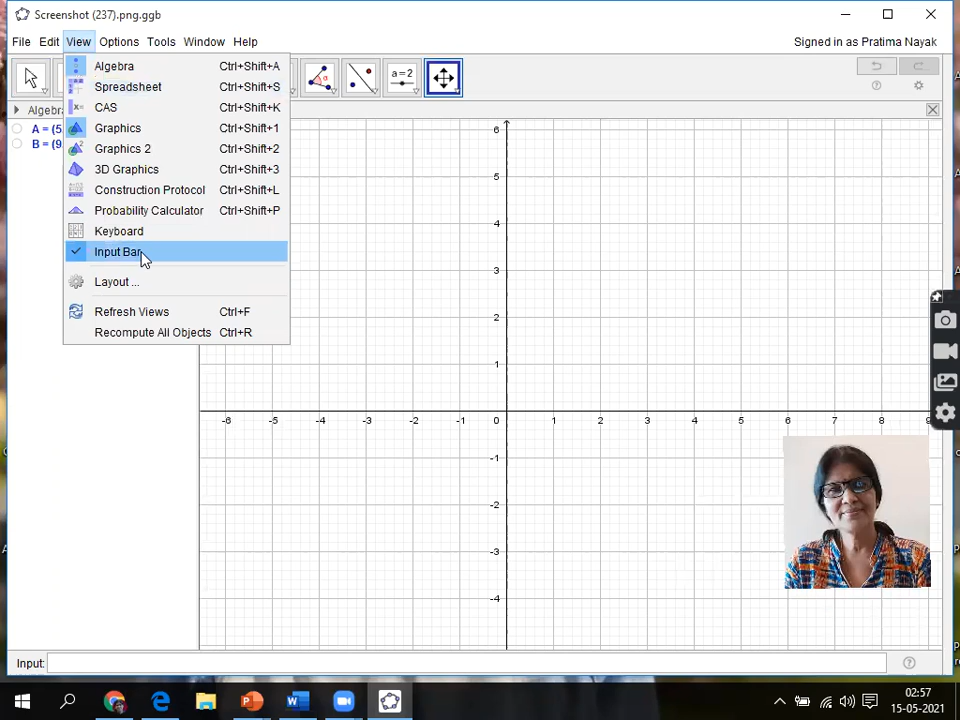 Screenshot (237).png.ggb
File Edit View Options Tools Window Help Signed in as Pratima Nayak
Algebra Ctrl+Shift+A
Spreadsheet Ctrl+Shift+S
CAS Ctrl+Shift+K
Graphics Ctrl+Shift+1
Graphics 2 Ctrl+Shift+2
3D Graphics Ctrl+Shift+3
Construction Protocol Ctrl+Shift+L
Probability Calculator Ctrl+Shift+P
Keyboard
Input Bar
Layout ...
Refresh Views Ctrl+F
Recompute All Objects Ctrl+R
a=2
Algebra
A = (5
B = (9
6
5
4
3
2
1
-6 -5 -4 -3 -2 -1 0 1 2 3 4 5 6 7 8 9
-1
-2
-3
-4
Input:
02:57
15-05-2021